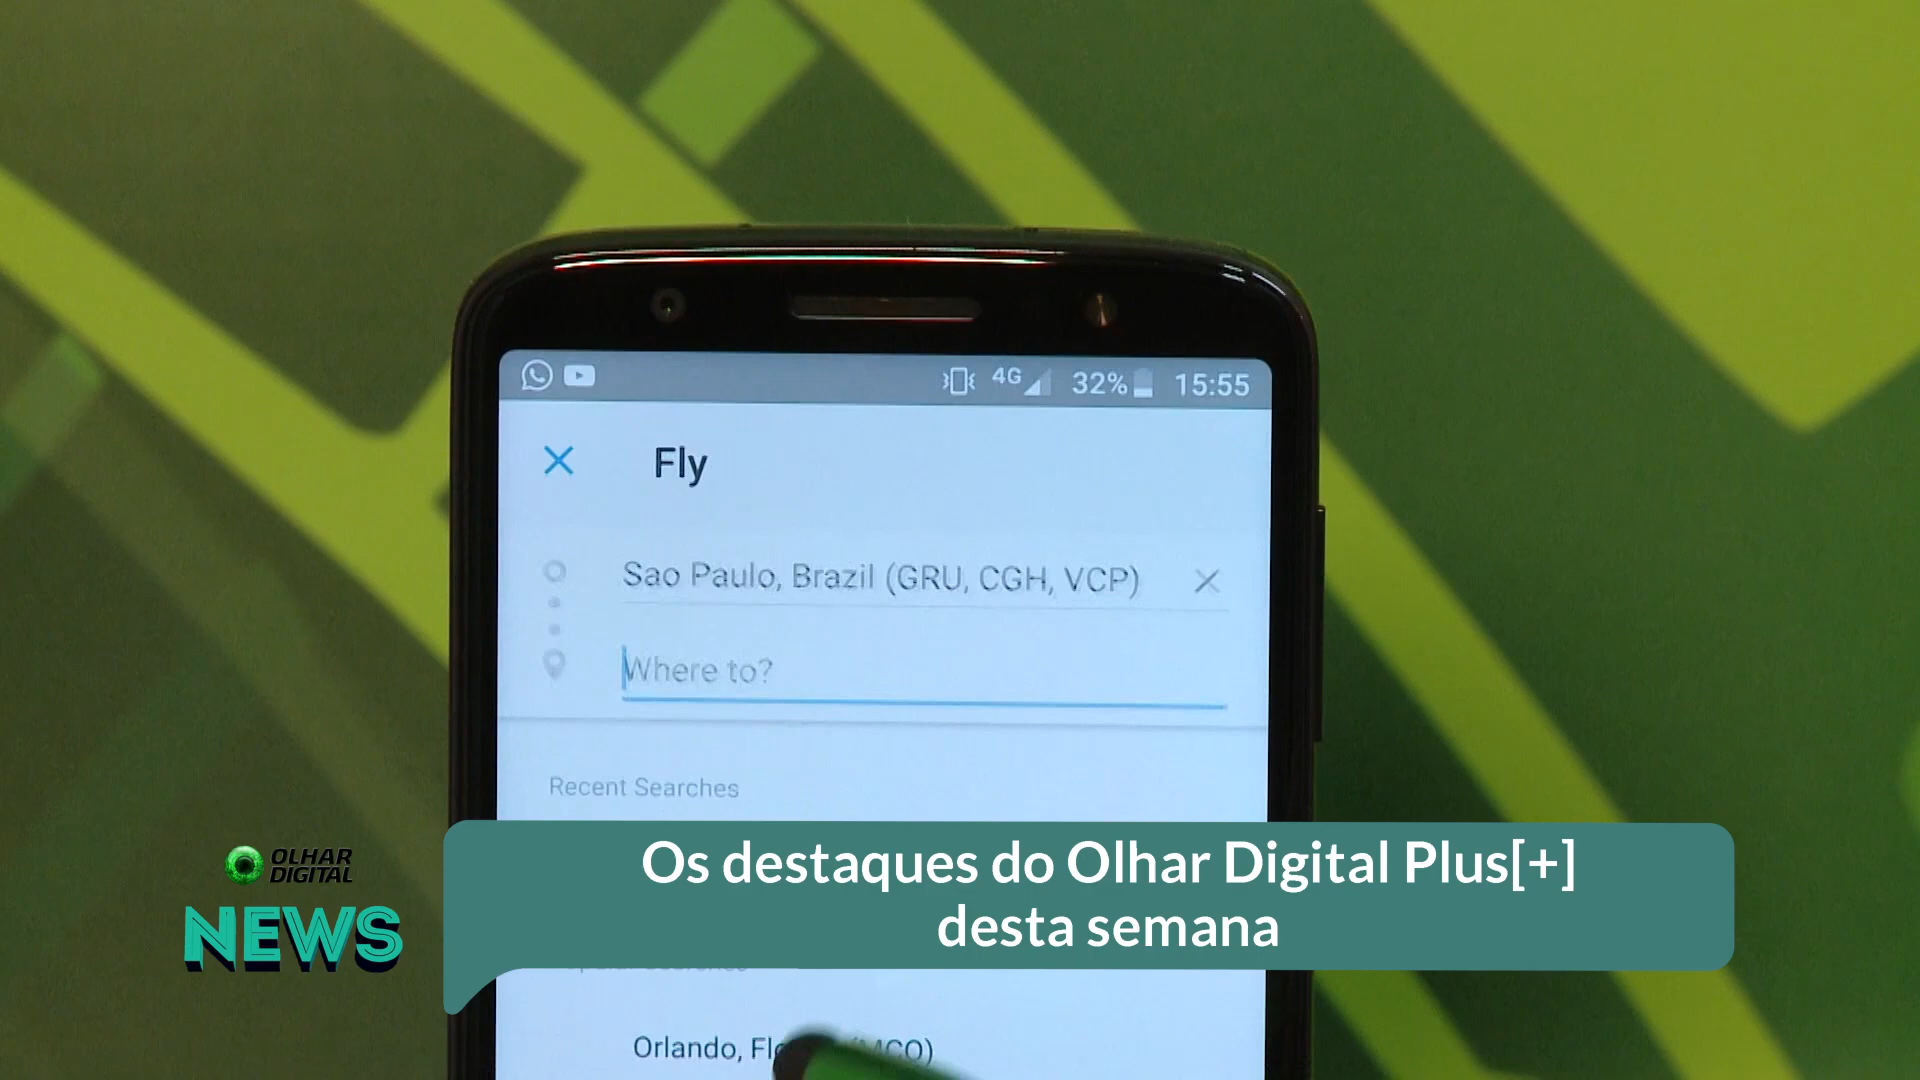 4G 32% 15:55
Fly
Sao Paulo, Brazil (GRU, CGH, VCP)
Where to?
Recent Searches
OLHAR
DIGITAL
NEWS
Os destaques do Olhar Digital Plus[+]
desta semana
Orlando, (MCO)